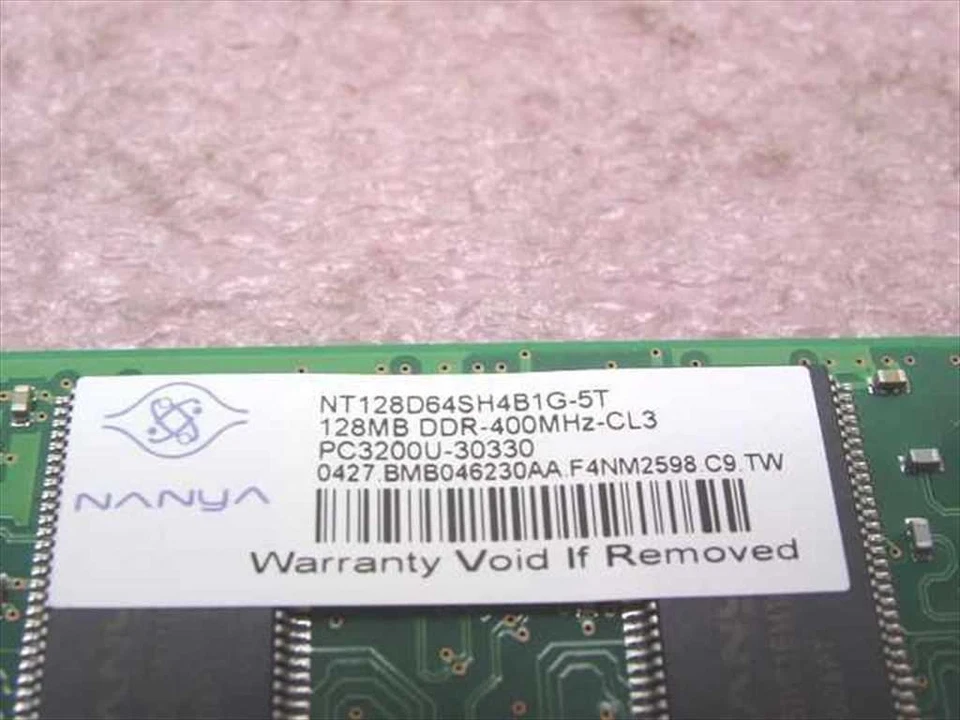 NT128D64SH4B1G-5T
128MB DDR-400MHz-CL3
PC3200U-30330
0427.BMB046230AA.F4NM2598.C9.TW
NANYA
Warranty Void If Removed